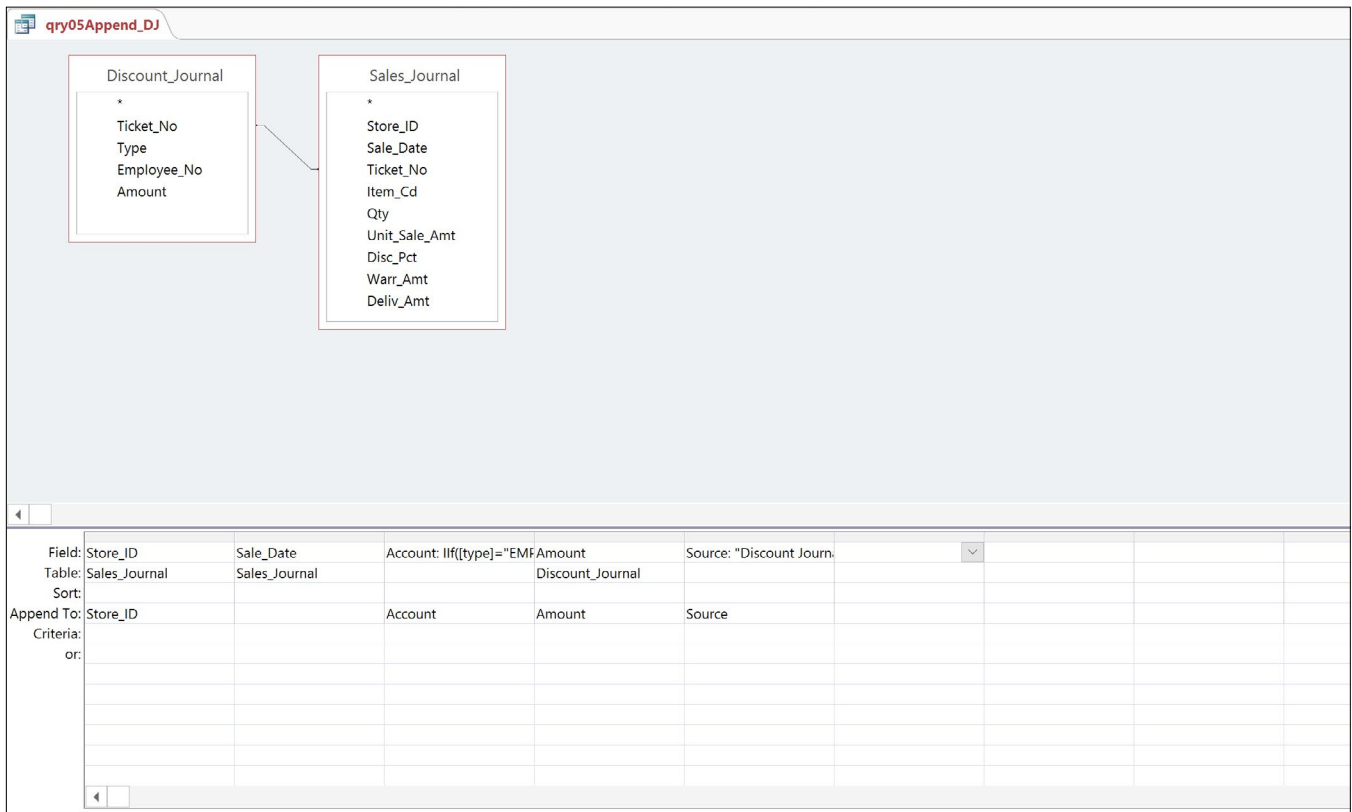 qry05Append_DJ
Discount_Journal
*
Ticket_No
Type
Employee_No
Amount
Sales_Journal
*
Store_ID
Sale_Date
Ticket_No
Item_Cd
Qty
Unit_Sale_Amt
Disc_Pct
Warr_Amt
Deliv_Amt
Field: Store_ID Sale_Date Account: IIf([type]="EMF Amount Source: "Discount Journ
Table: Sales_Journal Sales_Journal Discount_Journal
Sort:
Append To: Store_ID Account Amount Source
Criteria:
or: